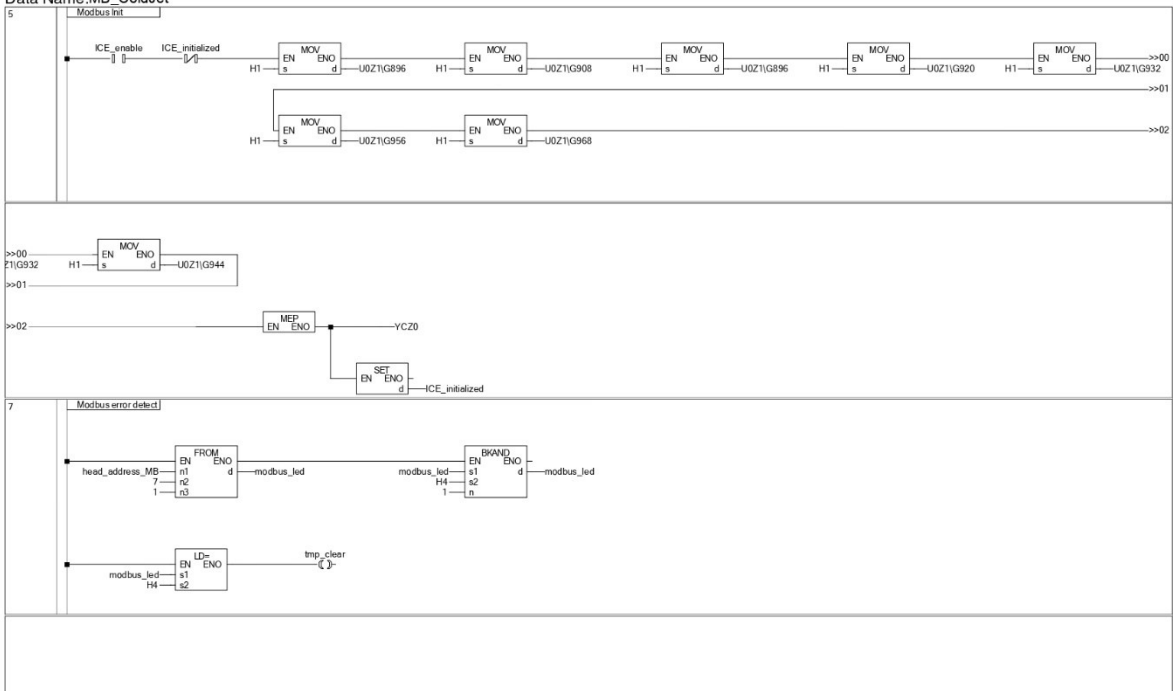 Data Name:MB_ColdJet
5 Modbus Init
ICE_enable ICE_initialized MOV MOV MOV MOV MOV
EN ENO EN ENO EN ENO EN ENO EN ENO >>00
H1 s d U0Z1\G896 H1 s d U0Z1\G908 H1 s d U0Z1\G896 H1 s d U0Z1\G920 H1 s d U0Z1\G932
>>01
MOV MOV
EN ENO EN ENO >>02
H1 s d U0Z1\G956 H1 s d U0Z1\G968
MOV
>>00 EN ENO
Z1\G932 H1 s d U0Z1\G944
>>01
MEP
>>02 EN ENO YCZ0
SET
EN ENO
d ICE_initialized
7 Modbus error detect
FROM BKAND
EN ENO EN ENO
head_address_MB n1 d modbus_led modbus_led s1 d modbus_led
7 n2 H4 s2
1 n3 1 n
LD= tmp_clear
EN ENO
modbus_led s1
H4 s2